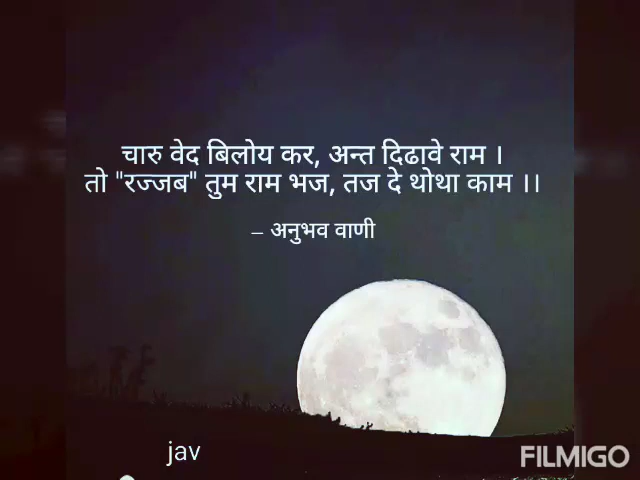 चारु वेद बिलोय कर, अन्त दिढावे राम ।
तो "रज्जब" तुम राम भज, तज दे थोथा काम ।।
– अनुभव वाणी
jav
FILMIGO